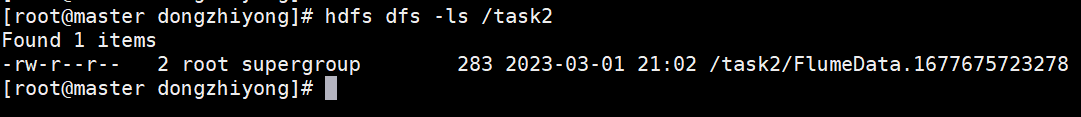 [root@master dongzhiyong]# hdfs dfs -ls /task2
Found 1 items
-rw-r--r--   2 root supergroup        283 2023-03-01 21:02 /task2/FlumeData.1677675723278
[root@master dongzhiyong]#